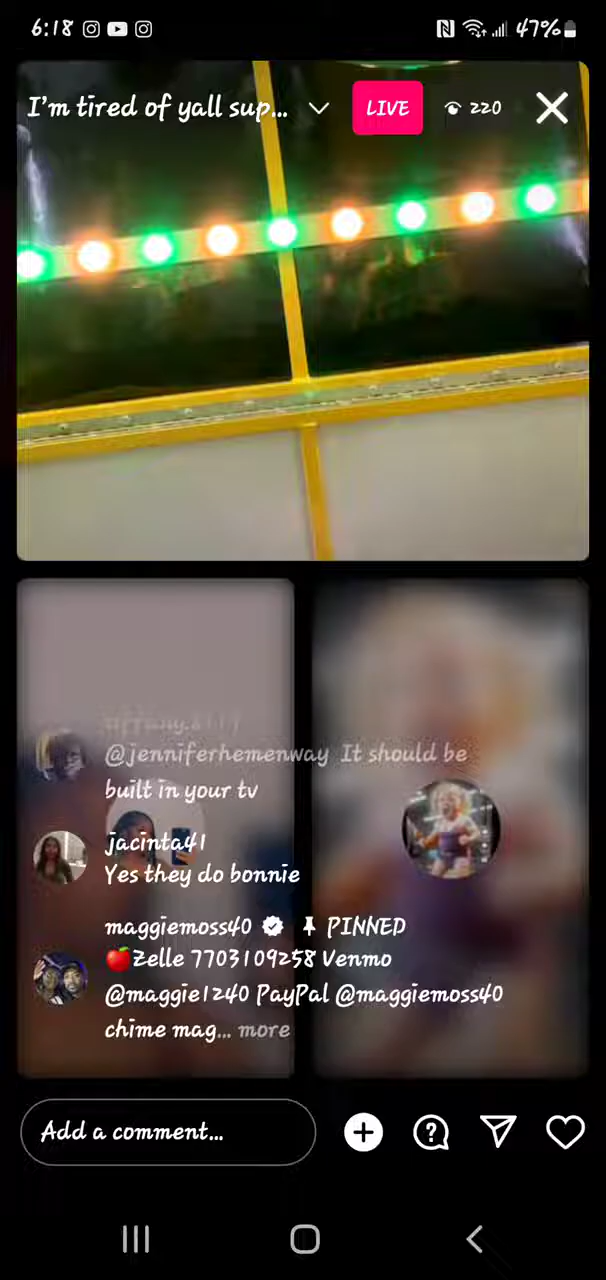 6:18
47%
I'm tired of yall sup...
LIVE
220
@jenniferhemenway It should be
built in your tv
jacinta41
Yes they do bonnie
maggiemoss40 PINNED
🍎Zelle 7703109258 Venmo
@maggie1240 PayPal @maggiemoss40
chime mag... more
Add a comment...